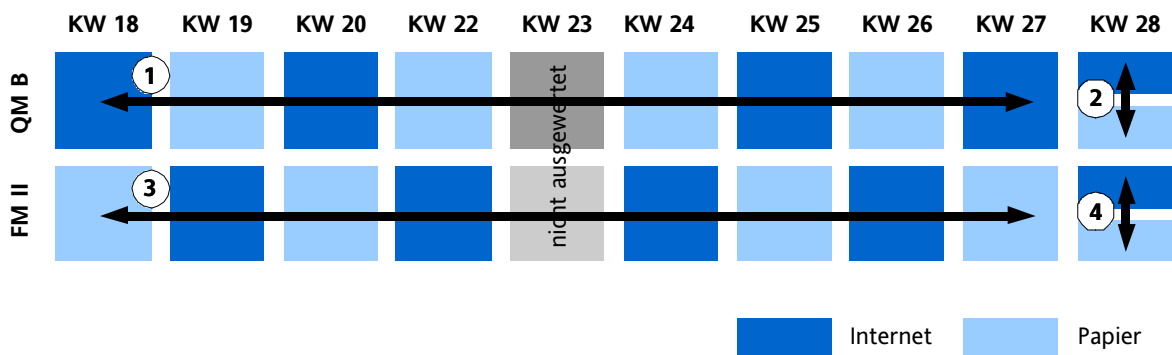 KW 18 KW 19 KW 20 KW 22 KW 23 KW 24 KW 25 KW 26 KW 27 KW 28
QM B
1
2
nicht ausgewertet
FM II
3
4
Internet Papier